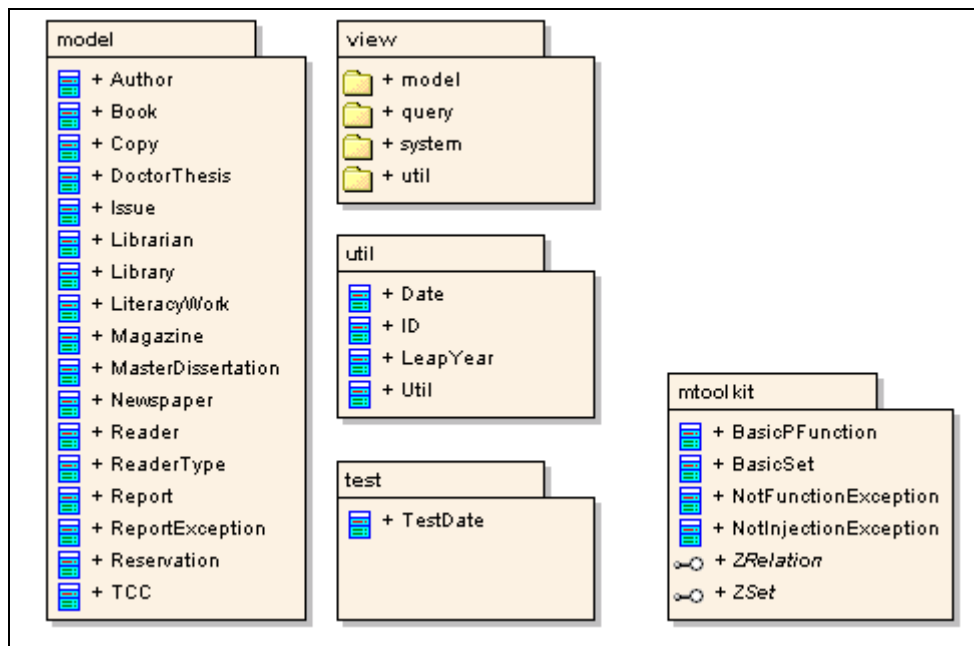 model
+ Author
+ Book
+ Copy
+ DoctorThesis
+ Issue
+ Librarian
+ Library
+ LiteracyWork
+ Magazine
+ MasterDissertation
+ Newspaper
+ Reader
+ ReaderType
+ Report
+ ReportException
+ Reservation
+ TCC
view
+ model
+ query
+ system
+ util
util
+ Date
+ ID
+ LeapYear
+ Util
test
+ TestDate
mtoolkit
+ BasicPFunction
+ BasicSet
+ NotFunctionException
+ NotInjectionException
+ ZRelation
+ ZSet